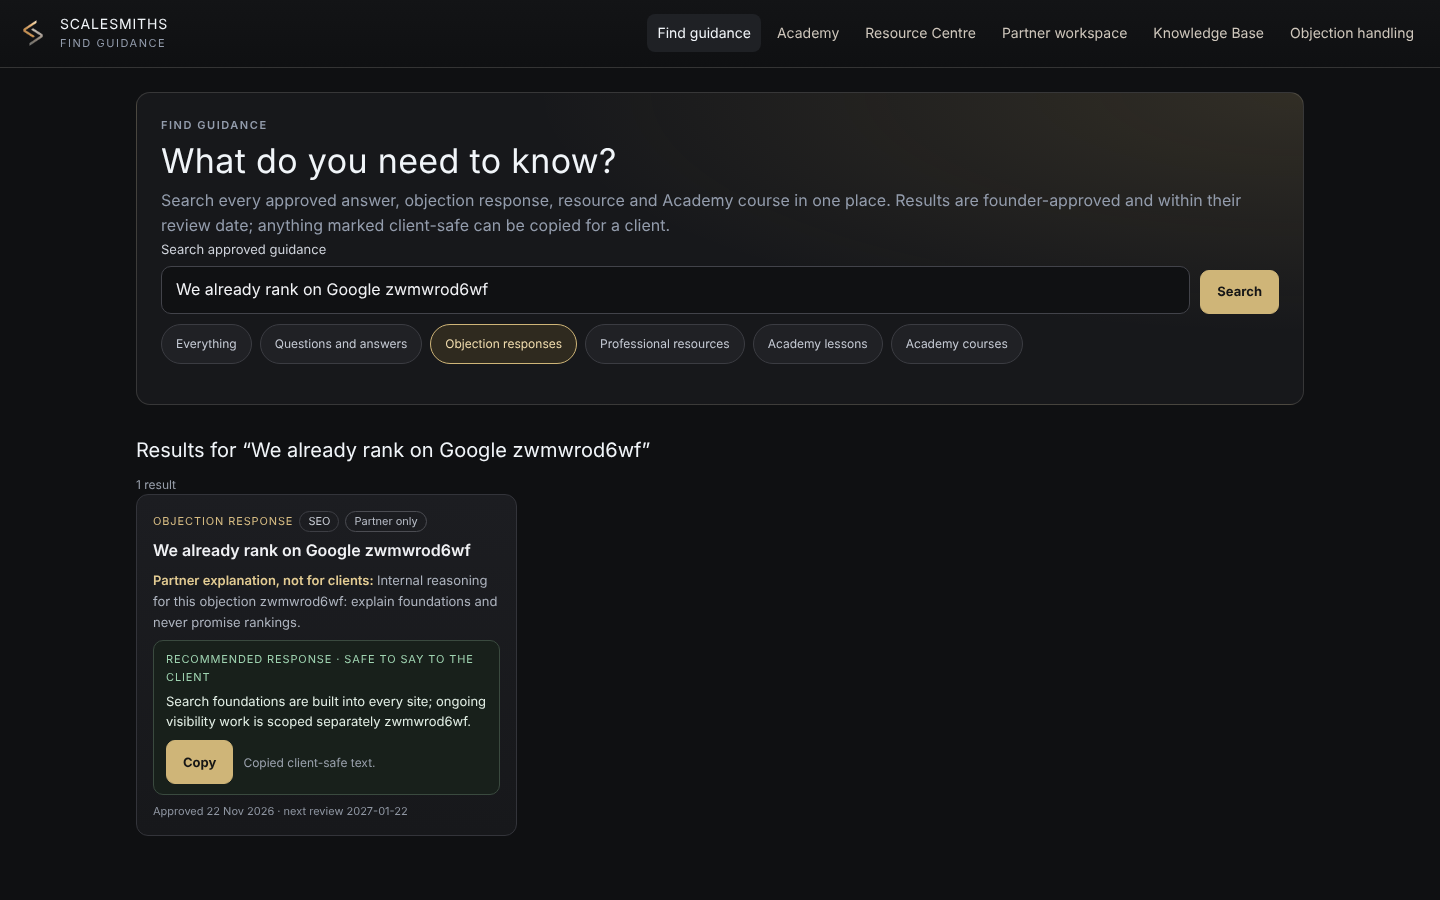 SCALESMITHS
FIND GUIDANCE
Find guidance
Academy
Resource Centre
Partner workspace
Knowledge Base
Objection handling
FIND GUIDANCE
What do you need to know?
Search every approved answer, objection response, resource and Academy course in one place. Results are founder-approved and within their
review date; anything marked client-safe can be copied for a client.
Search approved guidance
We already rank on Google zwmwrod6wf
Search
Everything
Questions and answers
Objection responses
Professional resources
Academy lessons
Academy courses
Results for “We already rank on Google zwmwrod6wf”
1 result
OBJECTION RESPONSE SEO Partner only
We already rank on Google zwmwrod6wf
Partner explanation, not for clients: Internal reasoning
for this objection zwmwrod6wf: explain foundations and
never promise rankings.
RECOMMENDED RESPONSE · SAFE TO SAY TO THE
CLIENT
Search foundations are built into every site; ongoing
visibility work is scoped separately zwmwrod6wf.
Copy
Copied client-safe text.
Approved 22 Nov 2026 · next review 2027-01-22